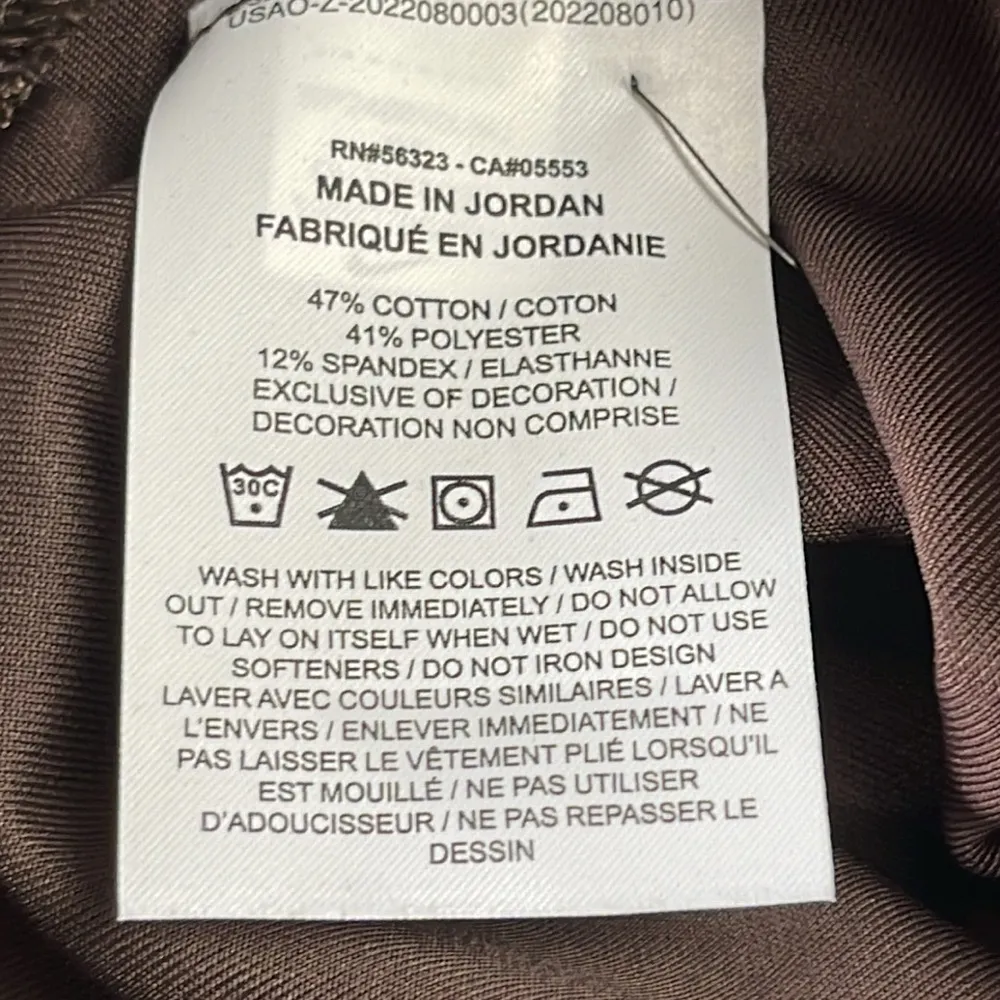 USAO-Z-2022080003(202208010)
RN#56323 - CA#05553
MADE IN JORDAN
FABRIQUÉ EN JORDANIE
47% COTTON / COTON
41% POLYESTER
12% SPANDEX / ELASTHANNE
EXCLUSIVE OF DECORATION /
DECORATION NON COMPRISE
30C
WASH WITH LIKE COLORS / WASH INSIDE
OUT / REMOVE IMMEDIATELY / DO NOT ALLOW
TO LAY ON ITSELF WHEN WET / DO NOT USE
SOFTENERS / DO NOT IRON DESIGN
LAVER AVEC COULEURS SIMILAIRES / LAVER A
L'ENVERS / ENLEVER IMMEDIATEMENT / NE
PAS LAISSER LE VÊTEMENT PLIÉ LORSQU'IL
EST MOUILLÉ / NE PAS UTILISER
D'ADOUCISSEUR / NE PAS REPASSER LE
DESSIN